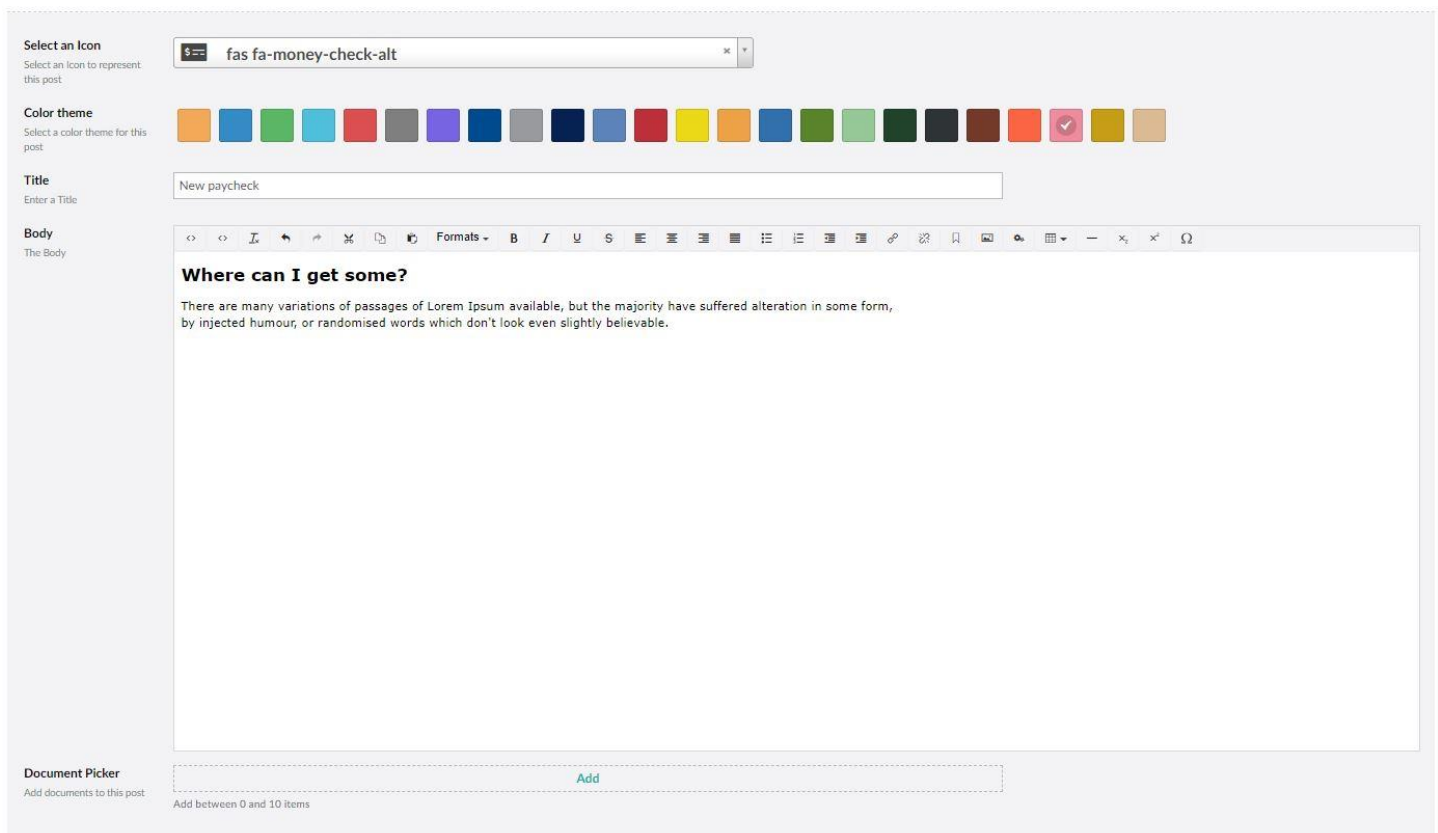 Select an Icon
Select an Icon to represent
this post
fas fa-money-check-alt
Color theme
Select a color theme for this
post
Title
Enter a Title
New paycheck
Body
The Body
Formats
Where can I get some?
There are many variations of passages of Lorem Ipsum available, but the majority have suffered alteration in some form,
by injected humour, or randomised words which don't look even slightly believable.
Document Picker
Add documents to this post
Add
Add between 0 and 10 items